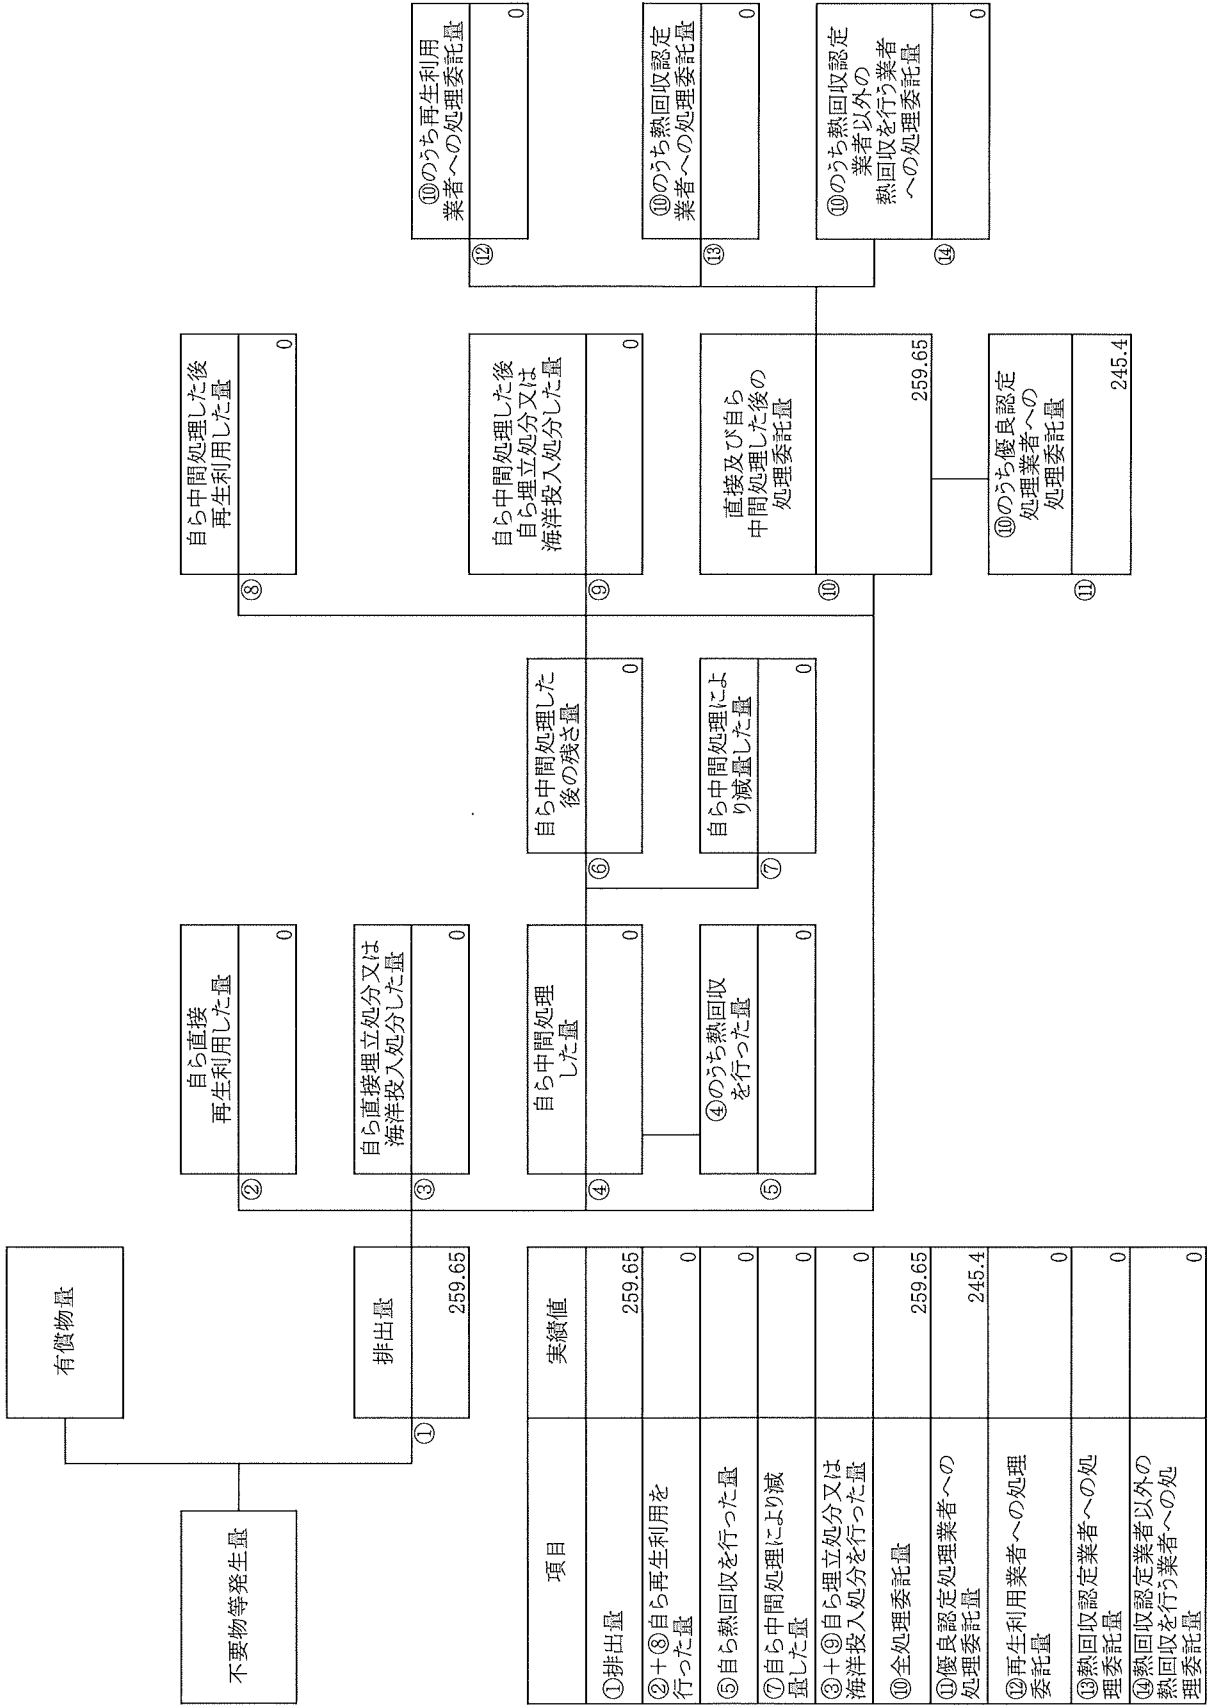 不要物等発生量
有償物量
①
排出量
259.65
②
自ら直接
再生利用した量
0
③
自ら直接埋立処分又は
海洋投入処分した量
0
④
自ら中間処理
した量
0
⑤
④のうち熱回収
を行った量
0
⑥
自ら中間処理した
後の残さ量
0
⑦
自ら中間処理によ
り減量した量
0
⑧
自ら中間処理した後
再生利用した量
0
⑨
自ら中間処理した後
自ら埋立処分又は
海洋投入処分した量
0
⑩
直接及び自ら
中間処理した後の
処理委託量
259.65
⑪
⑩のうち優良認定
処理業者への
処理委託量
245.4
⑫
⑩のうち再生利用
業者への処理委託量
0
⑬
⑩のうち熱回収認定
業者への処理委託量
0
⑭
⑩のうち熱回収認定
業者以外の
熱回収を行う業者
への処理委託量
0
項目 実績値
①排出量 259.65
②+⑧自ら再生利用を
行った量 0
⑤自ら熱回収を行った量 0
⑦自ら中間処理により減
量した量 0
③+⑨自ら埋立処分又は
海洋投入処分を行った量 0
⑩全処理委託量 259.65
⑪優良認定処理業者への
処理委託量 245.4
⑫再生利用業者への処理
委託量 0
⑬熱回収認定業者への処
理委託量 0
⑭熱回収認定業者以外の
熱回収を行う業者への処
理委託量 0